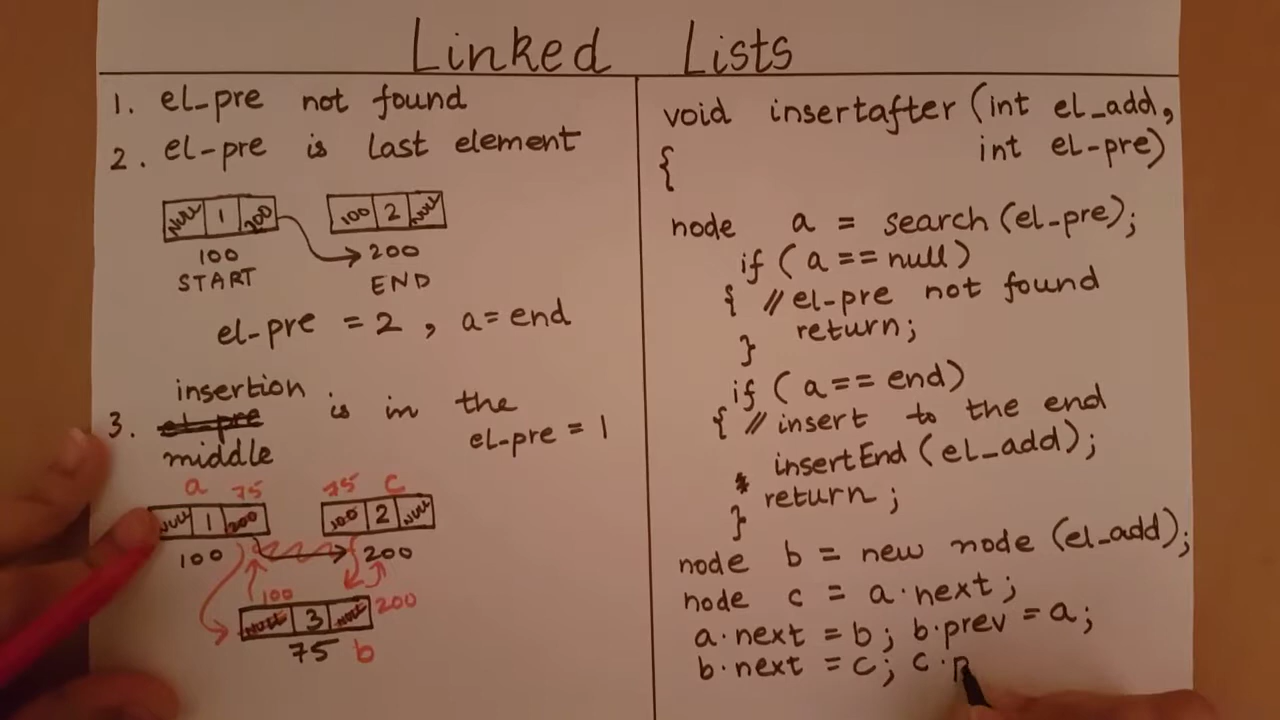 Linked Lists
1. el-pre not found
2. el-pre is last element
NULL 1 200
100 2 NULL
100
200
START
END
el-pre = 2 , a = end
insertion
3. el-pre is in the
middle
el-pre = 1
a 75
75 c
NULL 1 200
100 2 NULL
100
200
100
NULL 3 NULL
200
75
b
void insertafter (int el_add,
int el-pre)
{
node a = search (el-pre);
if ( a == null )
{ // el-pre not found
return;
}
if ( a == end )
{ // insert to the end
insertEnd (el_add);
return ;
}
node b = new node (el_add);
node c = a.next ;
a.next = b; b.prev = a;
b.next = c; c.p